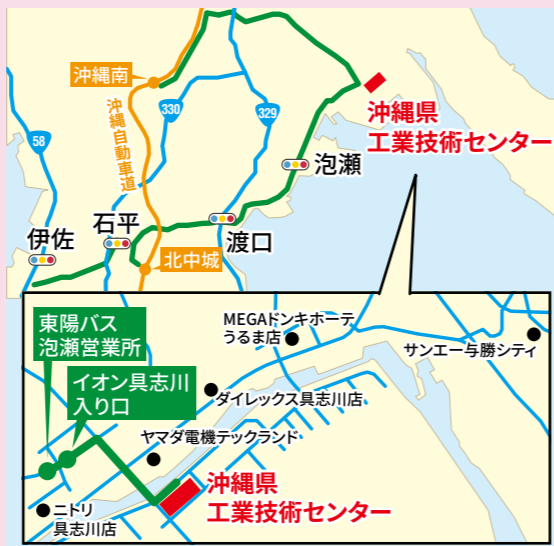 沖縄南
沖縄県
工業技術センター
沖縄自動車道
330
329
58
泡瀬
石平
渡口
伊佐
北中城
東陽バス
泡瀬営業所
MEGAドンキホーテ
うるま店
サンエー与勝シティ
イオン具志川
入り口
ダイレックス具志川店
ヤマダ電機テックランド
沖縄県
工業技術センター
ニトリ
具志川店